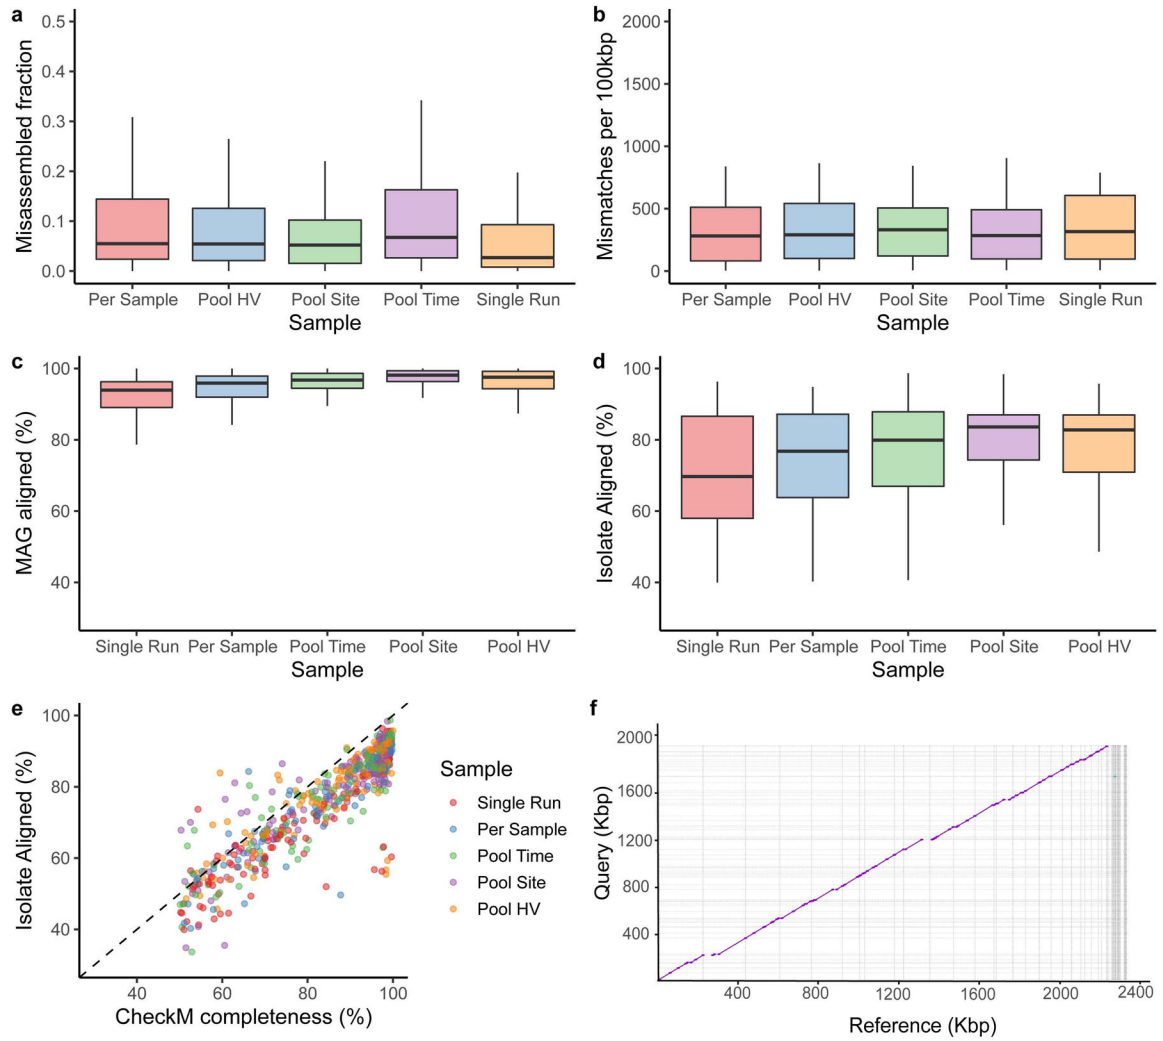 a
Misassembled fraction
0.5
0.4
0.3
0.2
0.1
0.0
Per Sample Pool HV Pool Site Pool Time Single Run
Sample
b
Mismatches per 100kbp
2000
1500
1000
500
0
Per Sample Pool HV Pool Site Pool Time Single Run
Sample
c
MAG aligned (%)
100
80
60
40
Single Run Per Sample Pool Time Pool Site Pool HV
Sample
d
Isolate Aligned (%)
100
80
60
40
Single Run Per Sample Pool Time Pool Site Pool HV
Sample
e
Isolate Aligned (%)
100
80
60
40
40 60 80 100
CheckM completeness (%)
Sample
Single Run
Per Sample
Pool Time
Pool Site
Pool HV
f
Query (Kbp)
2000
1600
1200
800
400
400 800 1200 1600 2000 2400
Reference (Kbp)